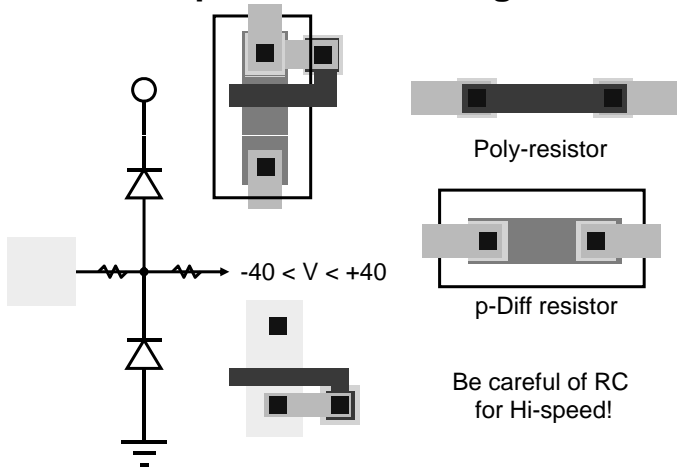 Poly-resistor
-40 < V < +40
p-Diff resistor
Be careful of RC
for Hi-speed!